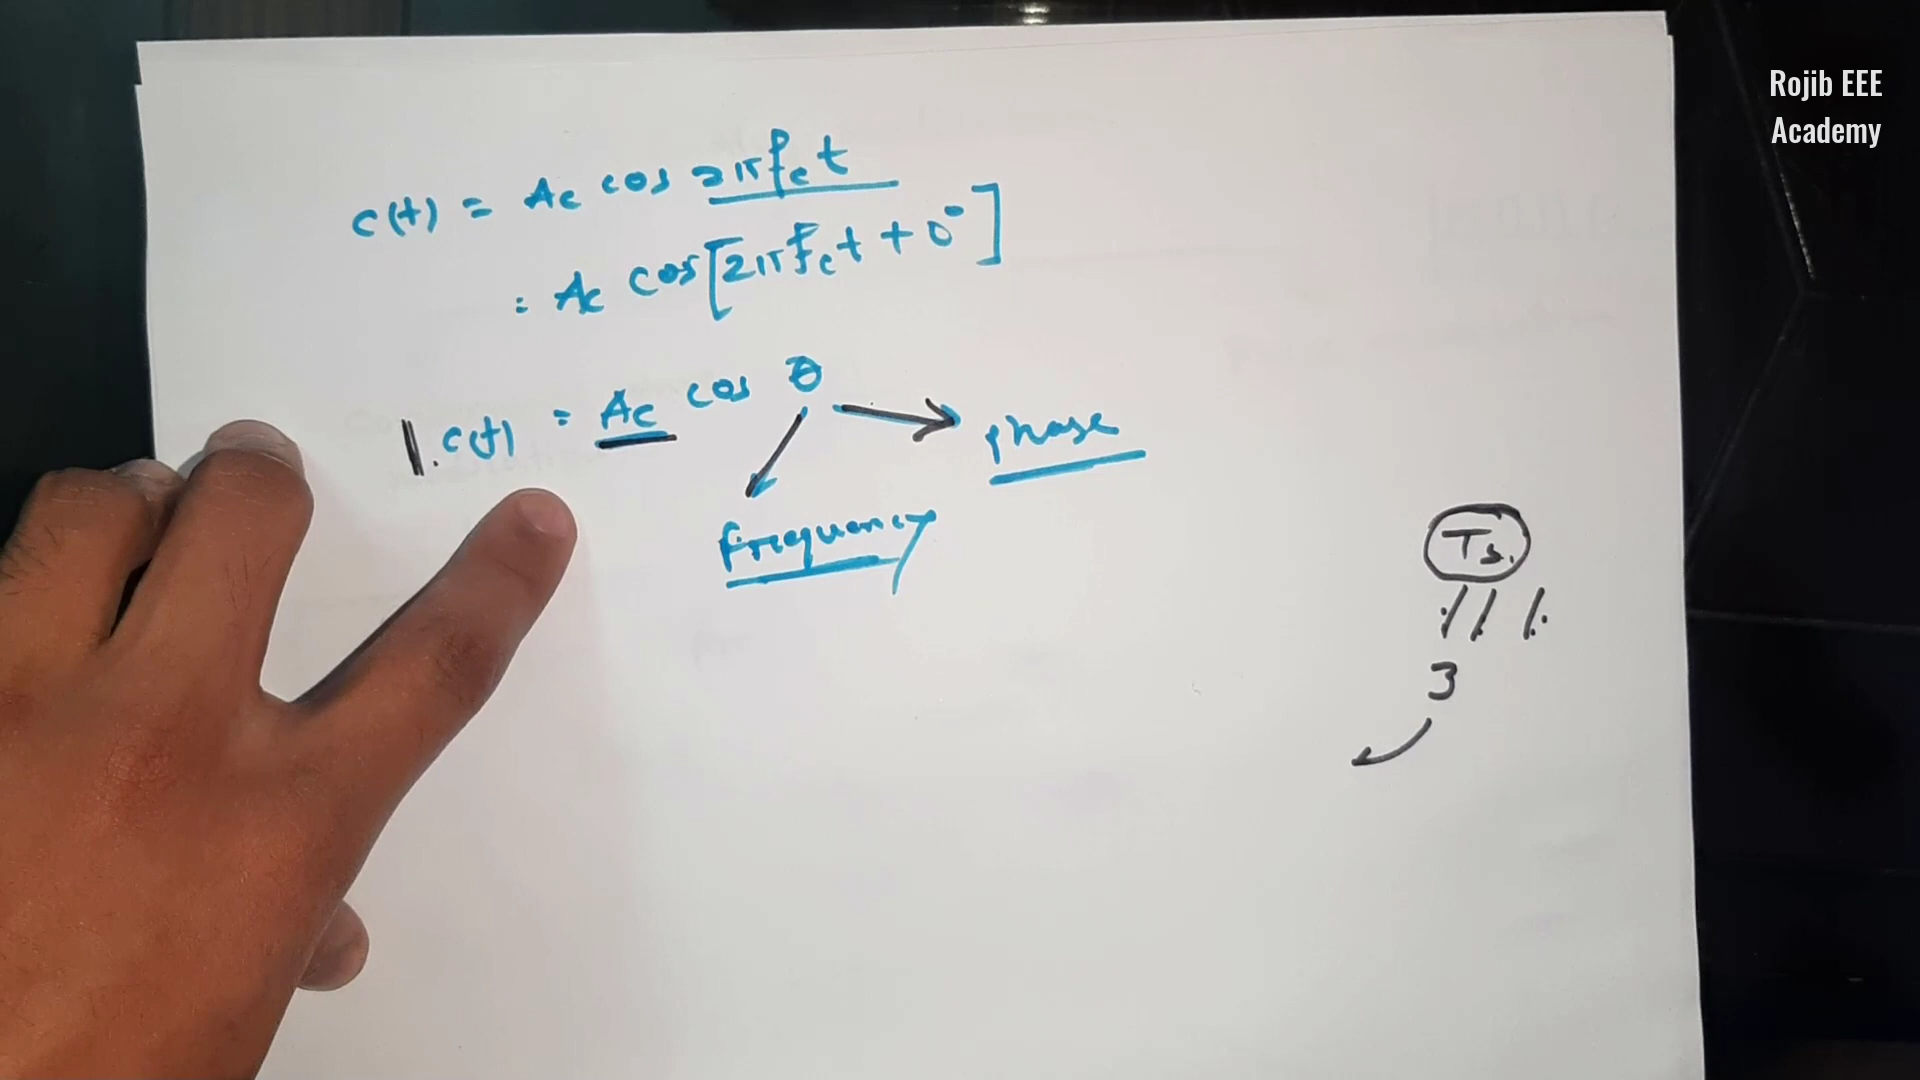 Rojib EEE
Academy
c(t) = Ac cos 2πfct
= Ac cos[2πfct + 0°]
1. c(t) = Ac cos θ
phase
frequency
Ts.
3